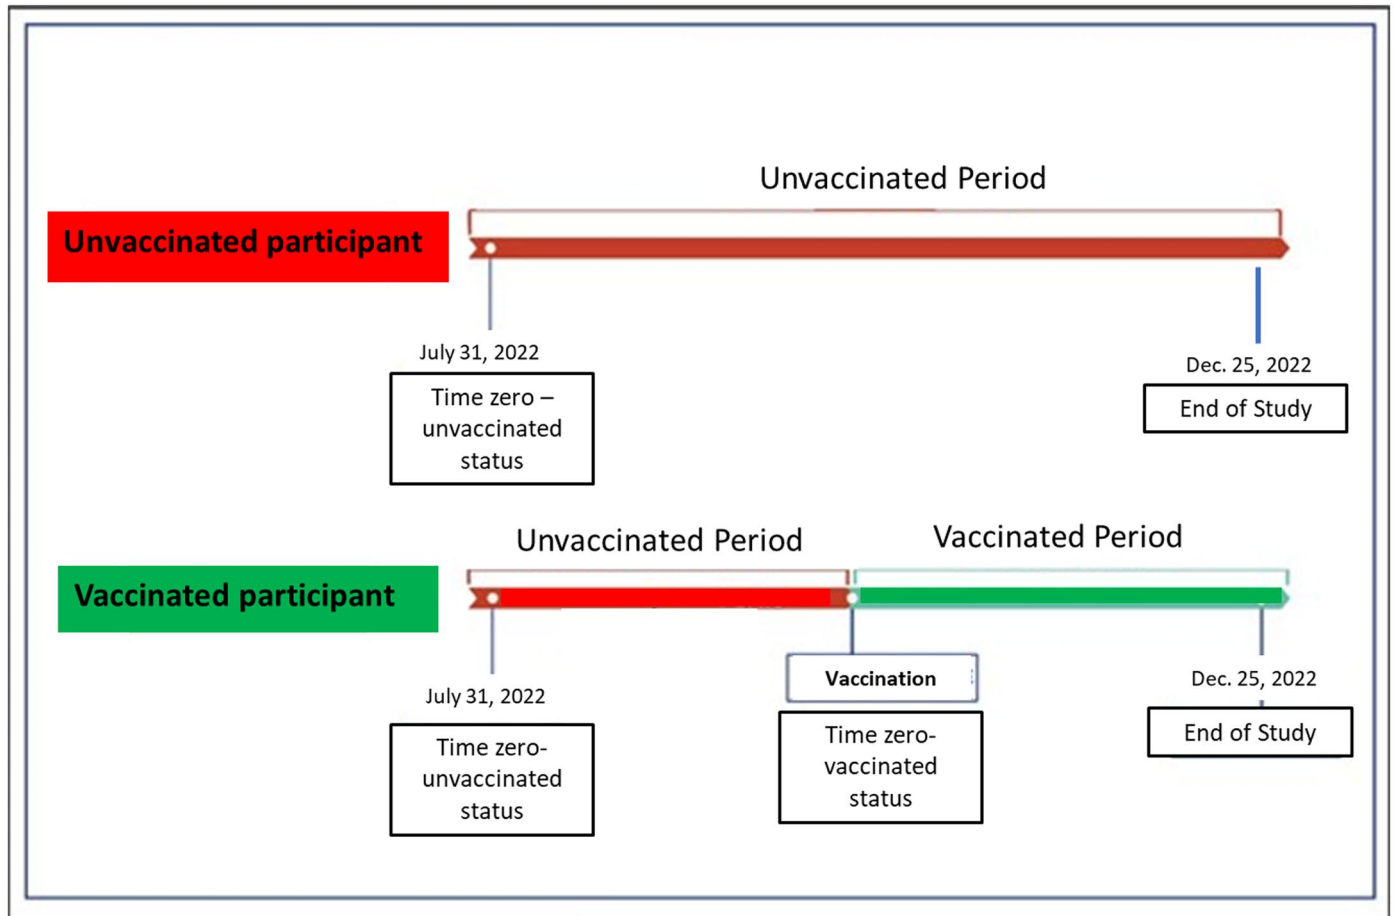 Unvaccinated Period
Unvaccinated participant
July 31, 2022
Time zero –
unvaccinated
status
Dec. 25, 2022
End of Study
Unvaccinated Period
Vaccinated Period
Vaccinated participant
July 31, 2022
Time zero-
unvaccinated
status
Vaccination
Time zero-
vaccinated
status
Dec. 25, 2022
End of Study